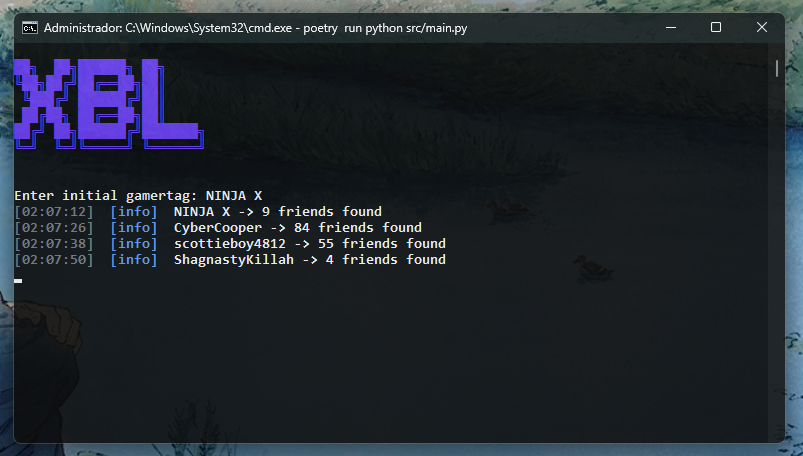 Administrador: C:\Windows\System32\cmd.exe - poetry  run python src/main.py
XBL
Enter initial gamertag: NINJA X
[02:07:12]  [info]  NINJA X -> 9 friends found
[02:07:26]  [info]  CyberCooper -> 84 friends found
[02:07:38]  [info]  scottieboy4812 -> 55 friends found
[02:07:50]  [info]  ShagnastyKillah -> 4 friends found